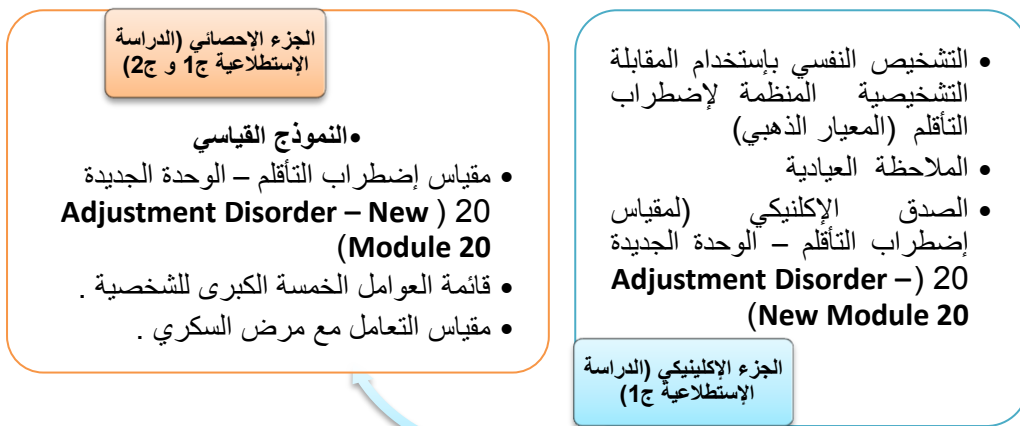 • التشخيص النفسي بإستخدام المقابلة
التشخيصية المنظمة لإضطراب
التأقلم (المعيار الذهبي)
• الملاحظة العيادية
• الصدق الإكلنيكي (لمقياس
إضطراب التأقلم – الوحدة الجديدة
20 (Adjustment Disorder –
New Module 20)
الجزء الإكلينيكي (الدراسة
الإستطلاعية ج1)
الجزء الإحصائي (الدراسة
الإستطلاعية ج1 و ج2)
•النموذج القياسي
• مقياس إضطراب التأقلم – الوحدة الجديدة
20 ( Adjustment Disorder – New
Module 20)
• قائمة العوامل الخمسة الكبرى للشخصية .
• مقياس التعامل مع مرض السكري .